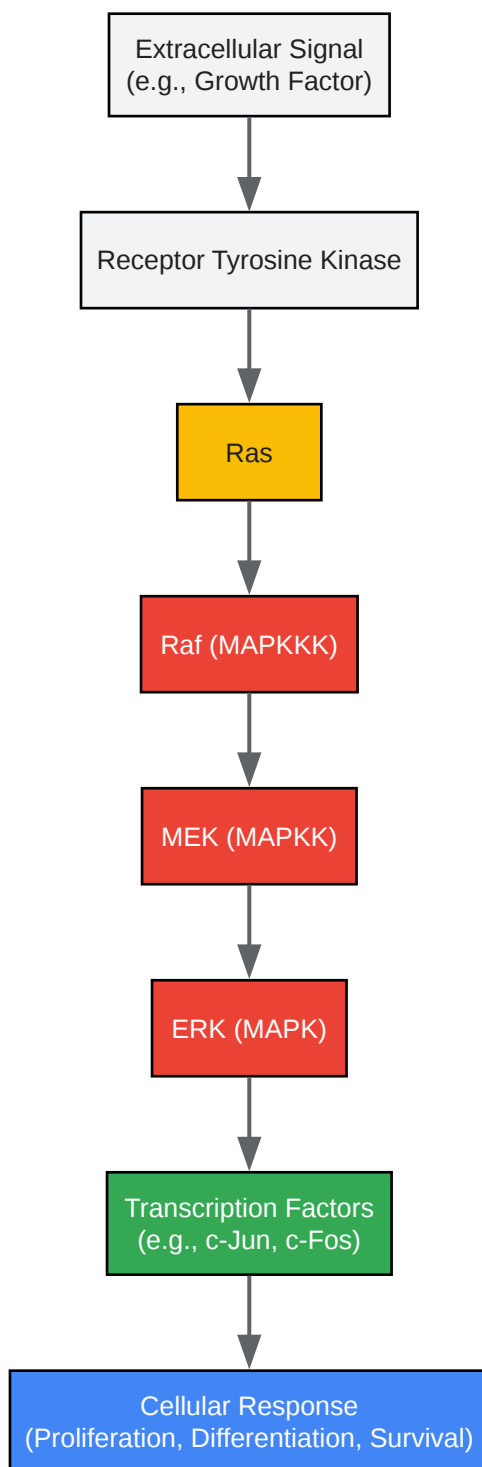 Extracellular Signal
(e.g., Growth Factor)
Receptor Tyrosine Kinase
Ras
Raf (MAPKKK)
MEK (MAPKK)
ERK (MAPK)
Transcription Factors
(e.g., c-Jun, c-Fos)
Cellular Response
(Proliferation, Differentiation, Survival)